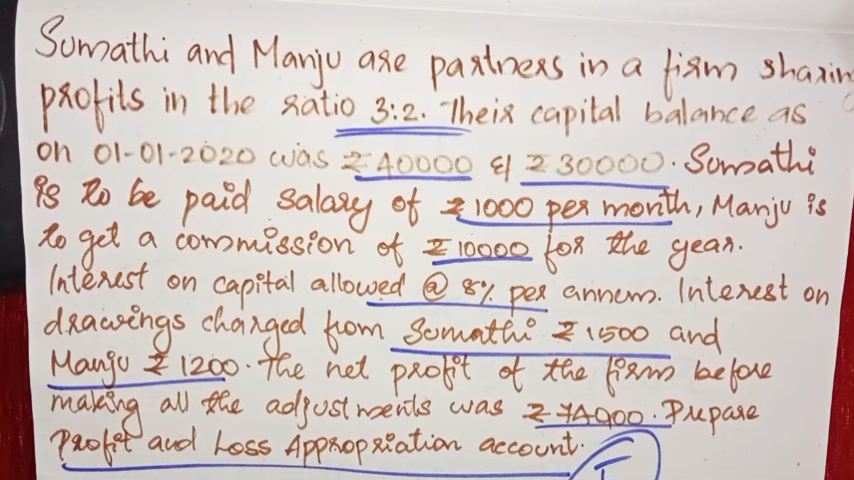 Sumathi and Manju are partners in a firm sharing
profits in the ratio 3:2. Their capital balance as
on 01-01-2020 was ₹40000 & ₹30000. Sumathi
is to be paid salary of ₹1000 per month, Manju is
to get a commission of ₹10000 for the year.
Interest on capital allowed @ 8% per annem. Interest on
drawings charged from Sumathi ₹1500 and
Manju ₹1200. The net profit of the firm before
making all the adjustments was ₹74000. Prepare
Profit and Loss Appropriation account.